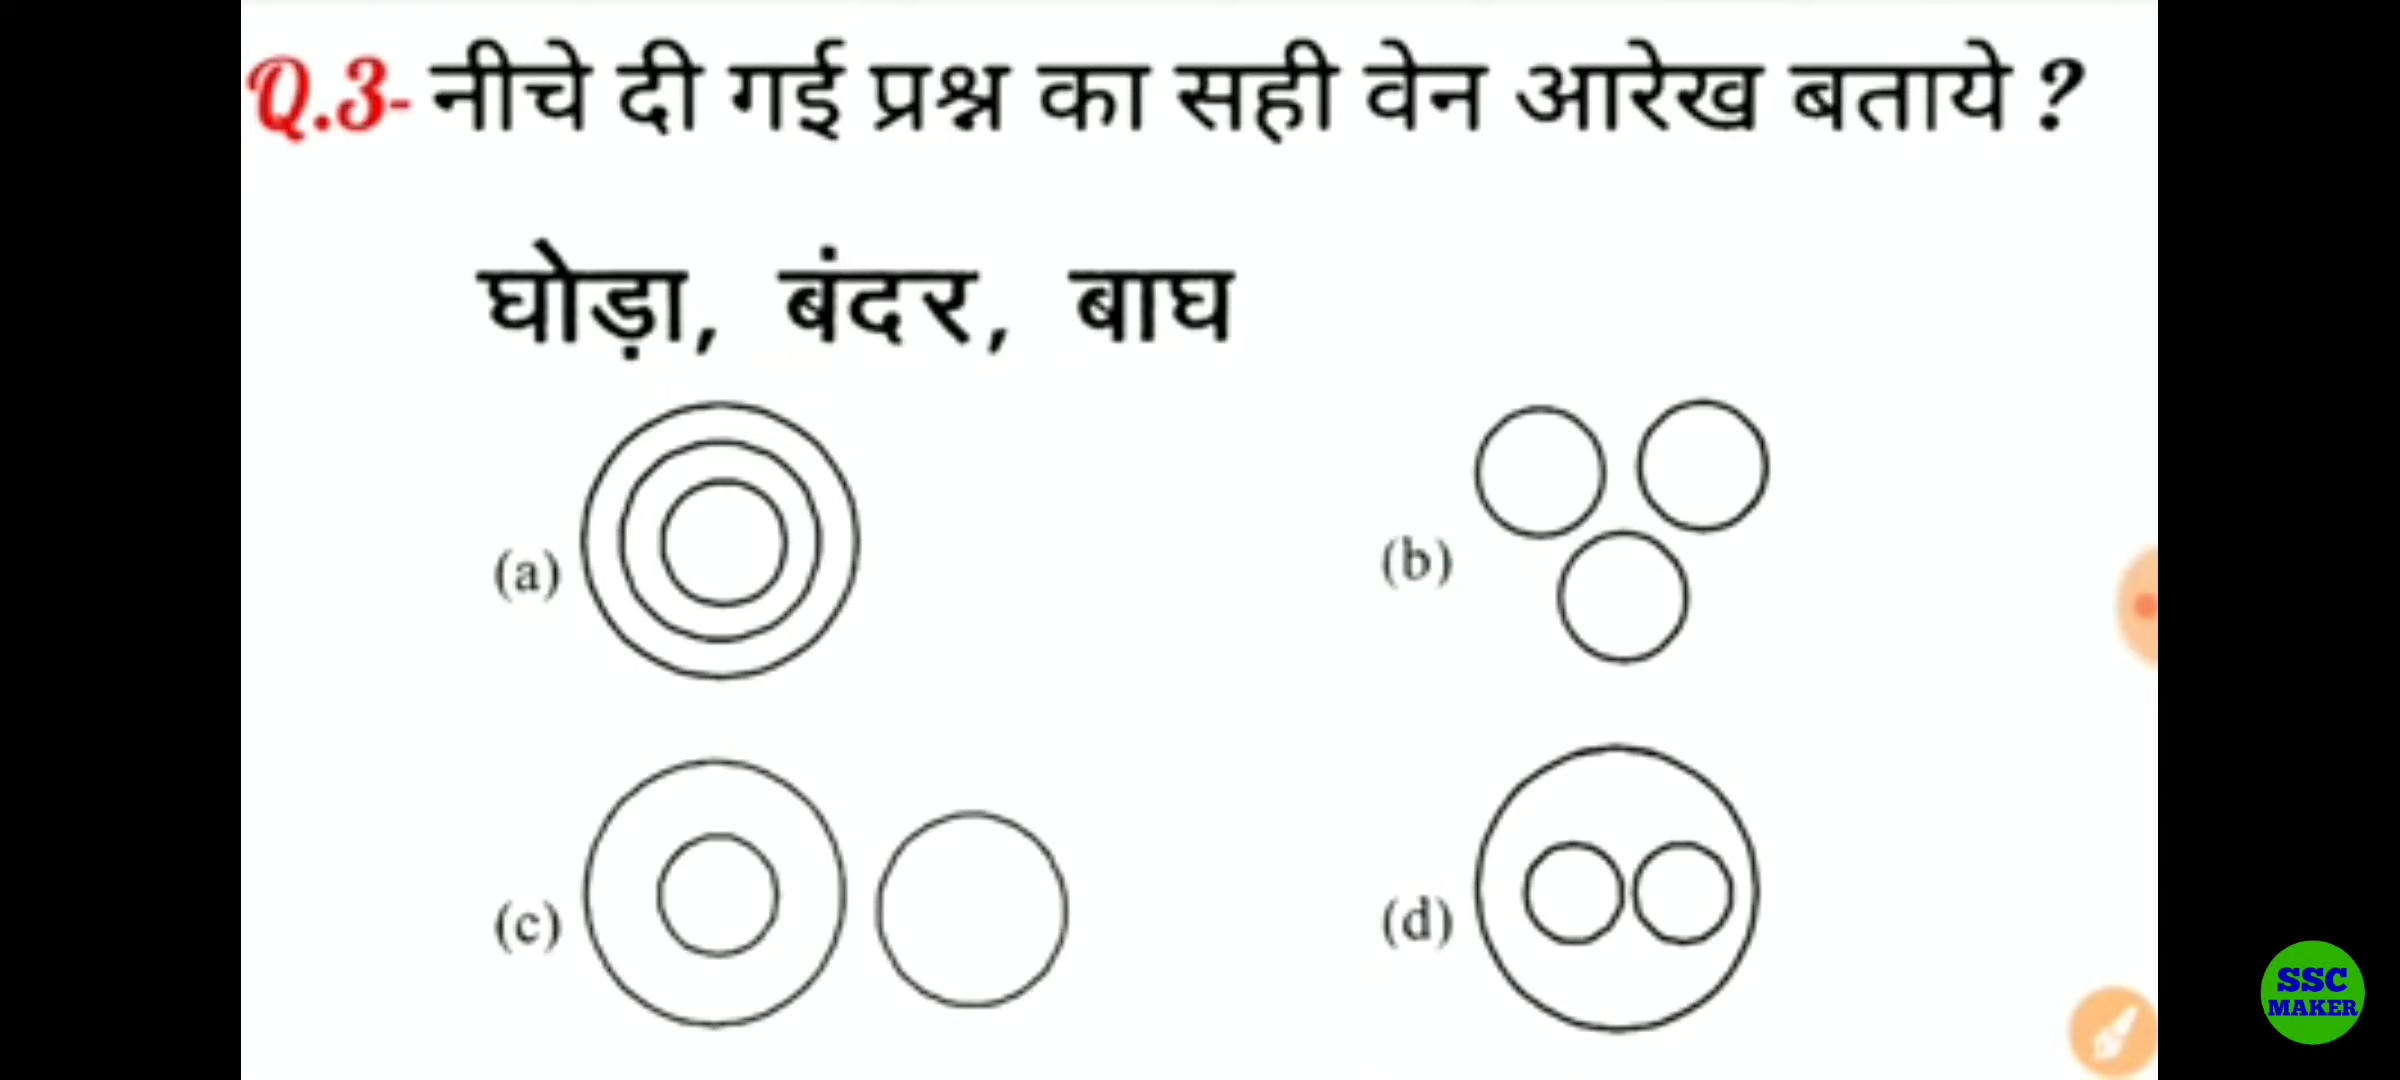 Q.3- नीचे दी गई प्रश्न का सही वेन आरेख बताये ?
घोड़ा, बंदर, बाघ
(a)
(b)
(c)
(d)
SSC
MAKER